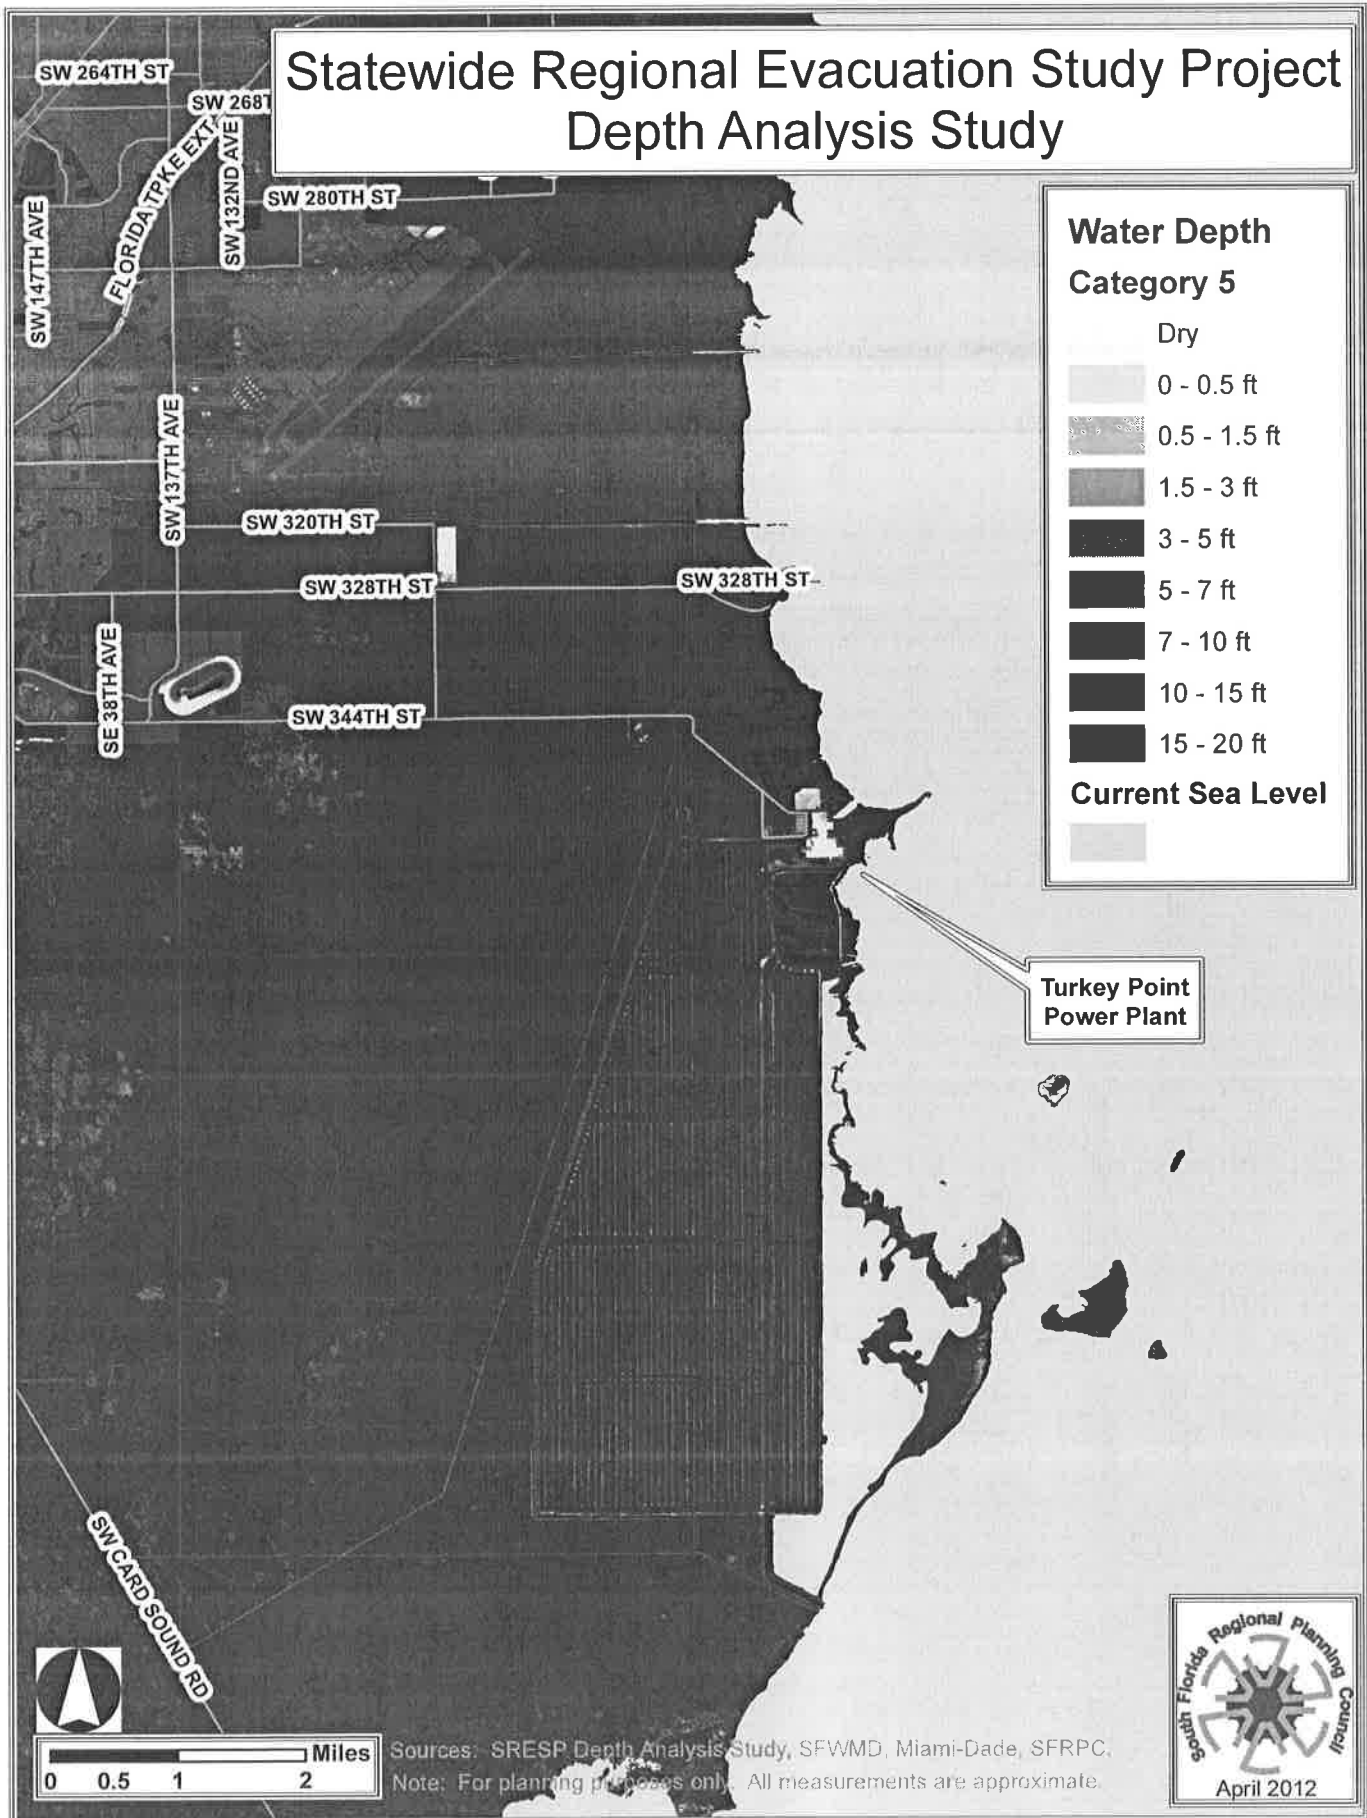 Statewide Regional Evacuation Study Project
Depth Analysis Study
SW 264TH ST
SW 268T
FLORIDA TPKE EXT
SW 132ND AVE
SW 280TH ST
SW 147TH AVE
SW 137TH AVE
SW 320TH ST
SW 328TH ST
SW 328TH ST
SE 38TH AVE
SW 344TH ST
Water Depth
Category 5
Dry
0 - 0.5 ft
0.5 - 1.5 ft
1.5 - 3 ft
3 - 5 ft
5 - 7 ft
7 - 10 ft
10 - 15 ft
15 - 20 ft
Current Sea Level
Turkey Point
Power Plant
SW CARD SOUND RD
Miles
0 0.5 1 2
Sources: SRESP Depth Analysis Study, SFWMD, Miami-Dade, SFRPC.
Note: For planning purposes only. All measurements are approximate.
South Florida Regional Planning Council
April 2012